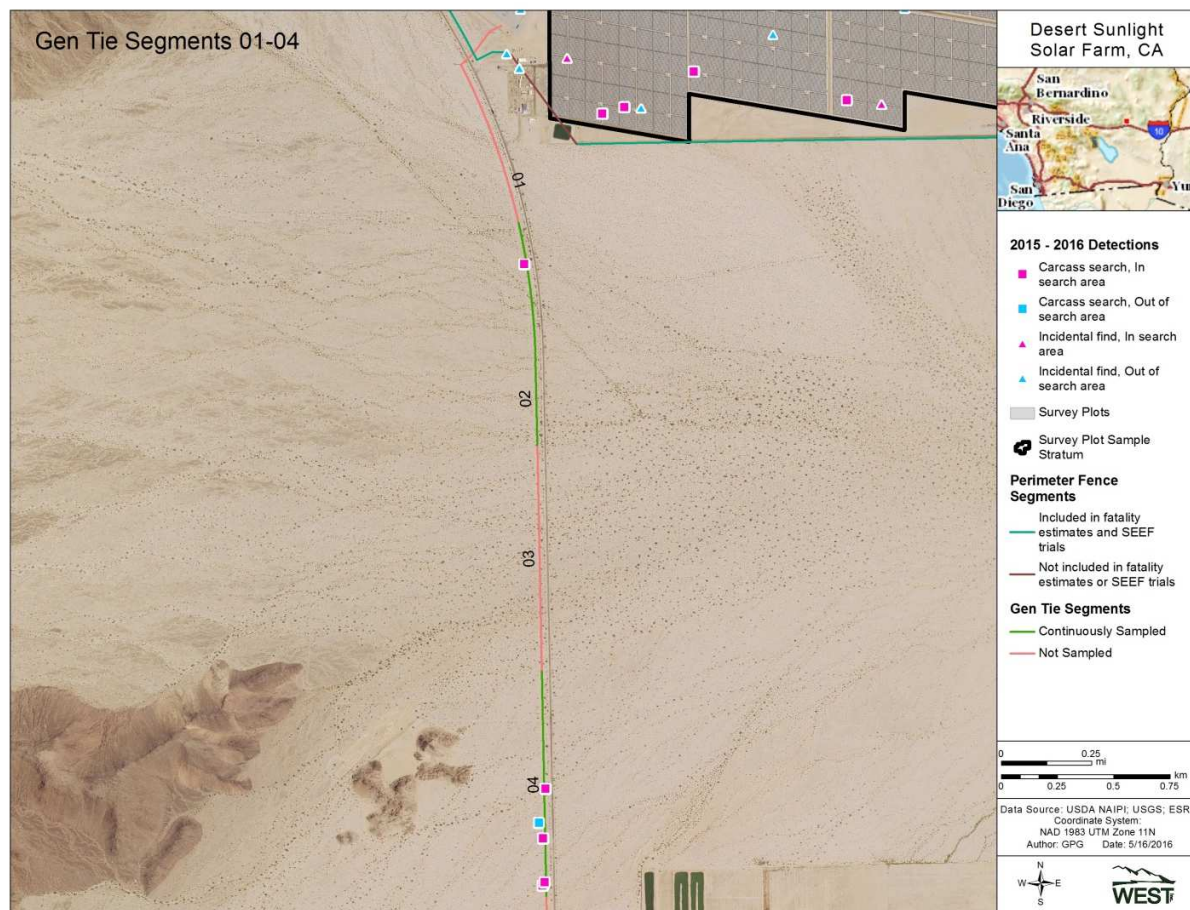 Gen Tie Segments 01-04
01
02
03
04
Desert Sunlight
Solar Farm, CA
San
Bernardino
Riverside
Santa
Ana
10
San
Diego
Yu
2015 - 2016 Detections
Carcass search, In
search area
Carcass search, Out of
search area
Incidental find, In search
area
Incidental find, Out of
search area
Survey Plots
Survey Plot Sample
Stratum
Perimeter Fence
Segments
Included in fatality
estimates and SEEF
trials
Not included in fatality
estimates or SEEF trials
Gen Tie Segments
Continuously Sampled
Not Sampled
0 0.25
mi
km
0 0.25 0.5 0.75
Data Source: USDA NAIPI; USGS; ESR
Coordinate System:
NAD 1983 UTM Zone 11N
Author: GPG Date: 5/16/2016
N
W E
S
WEST